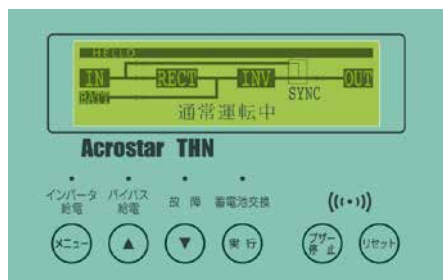 HELLO
IN RECT INV OUT
BATT SYNC
通常運転中
Acrostar THN
インバータ給電 バイパス給電 故 障 蓄電池交換
メニュー 実 行 ブザー停 止 リセット